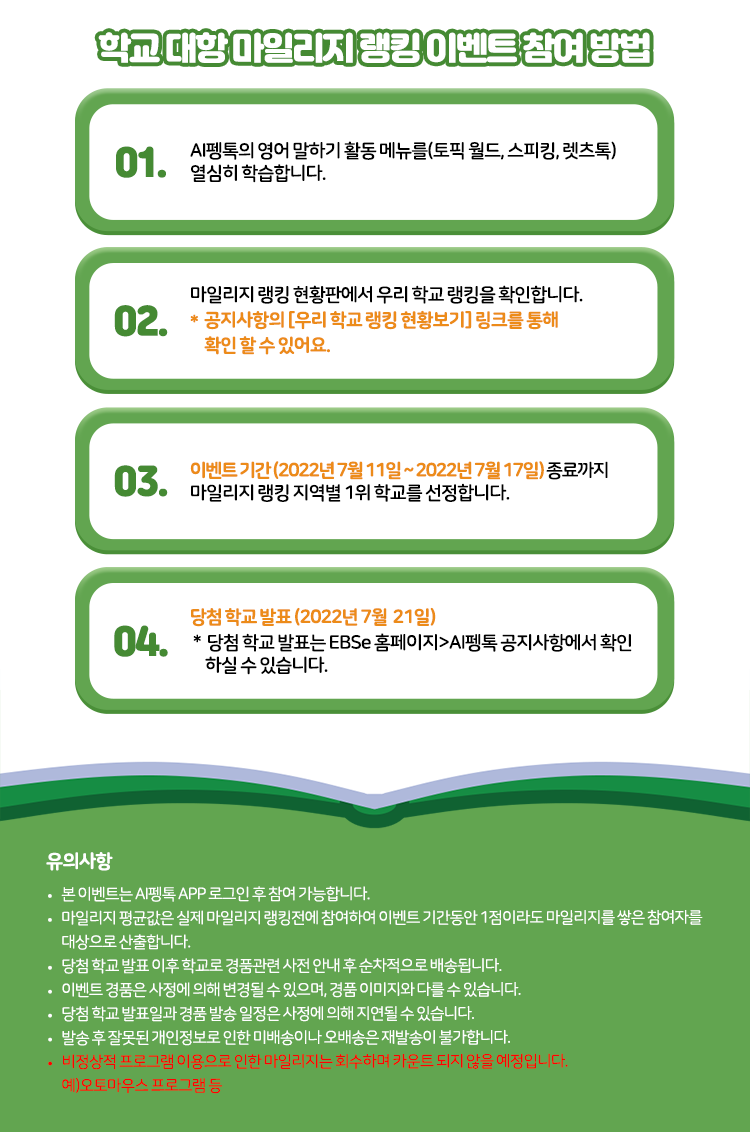 학교 대항 마일리지 랭킹 이벤트 참여 방법
01.
AI펭톡의 영어 말하기 활동 메뉴를(토픽 월드, 스피킹, 렛츠톡)
열심히 학습합니다.
02.
마일리지 랭킹 현황판에서 우리 학교 랭킹을 확인합니다.
* 공지사항의 [우리 학교 랭킹 현황보기] 링크를 통해
확인 할 수 있어요.
03.
이벤트 기간 (2022년 7월 11일 ~ 2022년 7월 17일) 종료까지
마일리지 랭킹 지역별 1위 학교를 선정합니다.
04.
당첨 학교 발표 (2022년 7월 21일)
* 당첨 학교 발표는 EBSe 홈페이지>AI펭톡 공지사항에서 확인
하실 수 있습니다.
유의사항
• 본 이벤트는 AI펭톡 APP 로그인 후 참여 가능합니다.
• 마일리지 평균값은 실제 마일리지 랭킹전에 참여하여 이벤트 기간동안 1점이라도 마일리지를 쌓은 참여자를
대상으로 산출합니다.
• 당첨 학교 발표 이후 학교로 경품관련 사전 안내 후 순차적으로 배송됩니다.
• 이벤트 경품은 사정에 의해 변경될 수 있으며, 경품 이미지와 다를 수 있습니다.
• 당첨 학교 발표일과 경품 발송 일정은 사정에 의해 지연될 수 있습니다.
• 발송 후 잘못된 개인정보로 인한 미배송이나 오배송은 재발송이 불가합니다.
• 비정상적 프로그램 이용으로 인한 마일리지는 회수하며 카운트 되지 않을 예정입니다.
예)오토마우스 프로그램 등